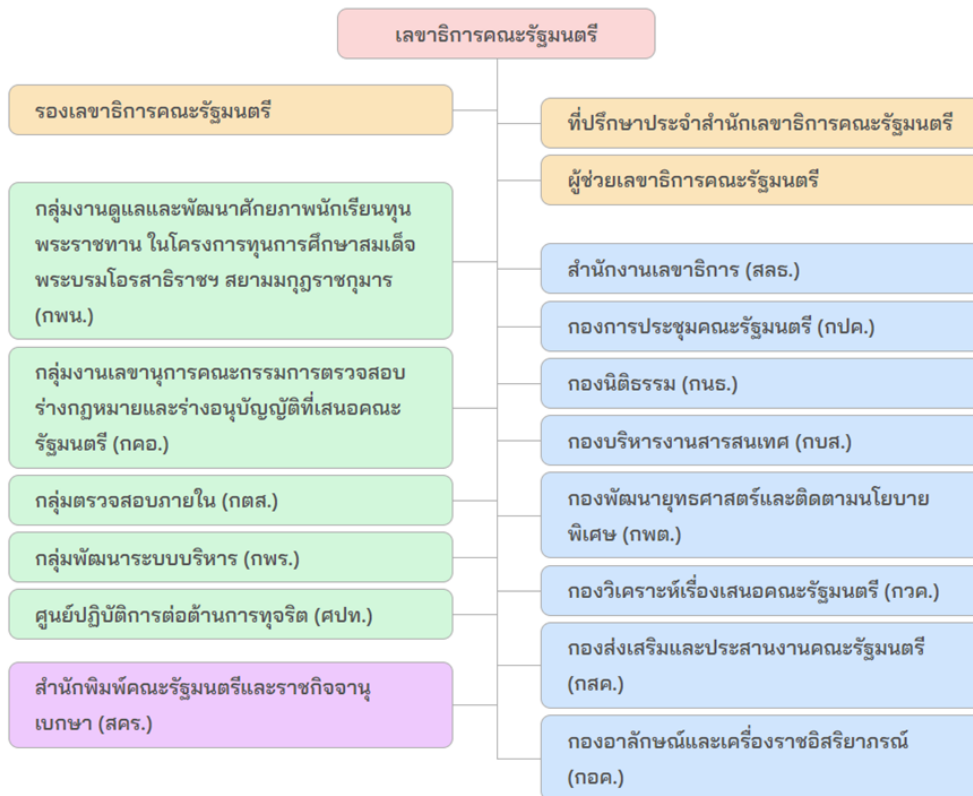 เลขาธิการคณะรัฐมนตรี
รองเลขาธิการคณะรัฐมนตรี
ที่ปรึกษาประจำสำนักเลขาธิการคณะรัฐมนตรี
ผู้ช่วยเลขาธิการคณะรัฐมนตรี
กลุ่มงานดูแลและพัฒนาศักยภาพนักเรียนทุน
พระราชทาน ในโครงการทุนการศึกษาสมเด็จ
พระบรมโอรสาธิราชฯ สยามมกุฎราชกุมาร
(กพน.)
กลุ่มงานเลขานุการคณะกรรมการตรวจสอบ
ร่างกฎหมายและร่างอนุบัญญัติที่เสนอคณะ
รัฐมนตรี (กคอ.)
กลุ่มตรวจสอบภายใน (กตส.)
กลุ่มพัฒนาระบบบริหาร (กพร.)
ศูนย์ปฏิบัติการต่อต้านการทุจริต (ศปท.)
สำนักพิมพ์คณะรัฐมนตรีและราชกิจจานุ
เบกษา (สคร.)
สำนักงานเลขาธิการ (สลธ.)
กองการประชุมคณะรัฐมนตรี (กปค.)
กองนิติธรรม (กนธ.)
กองบริหารงานสารสนเทศ (กบส.)
กองพัฒนายุทธศาสตร์และติดตามนโยบาย
พิเศษ (กพต.)
กองวิเคราะห์เรื่องเสนอคณะรัฐมนตรี (กวค.)
กองส่งเสริมและประสานงานคณะรัฐมนตรี
(กสค.)
กองอาลักษณ์และเครื่องราชอิสริยาภรณ์
(กอค.)